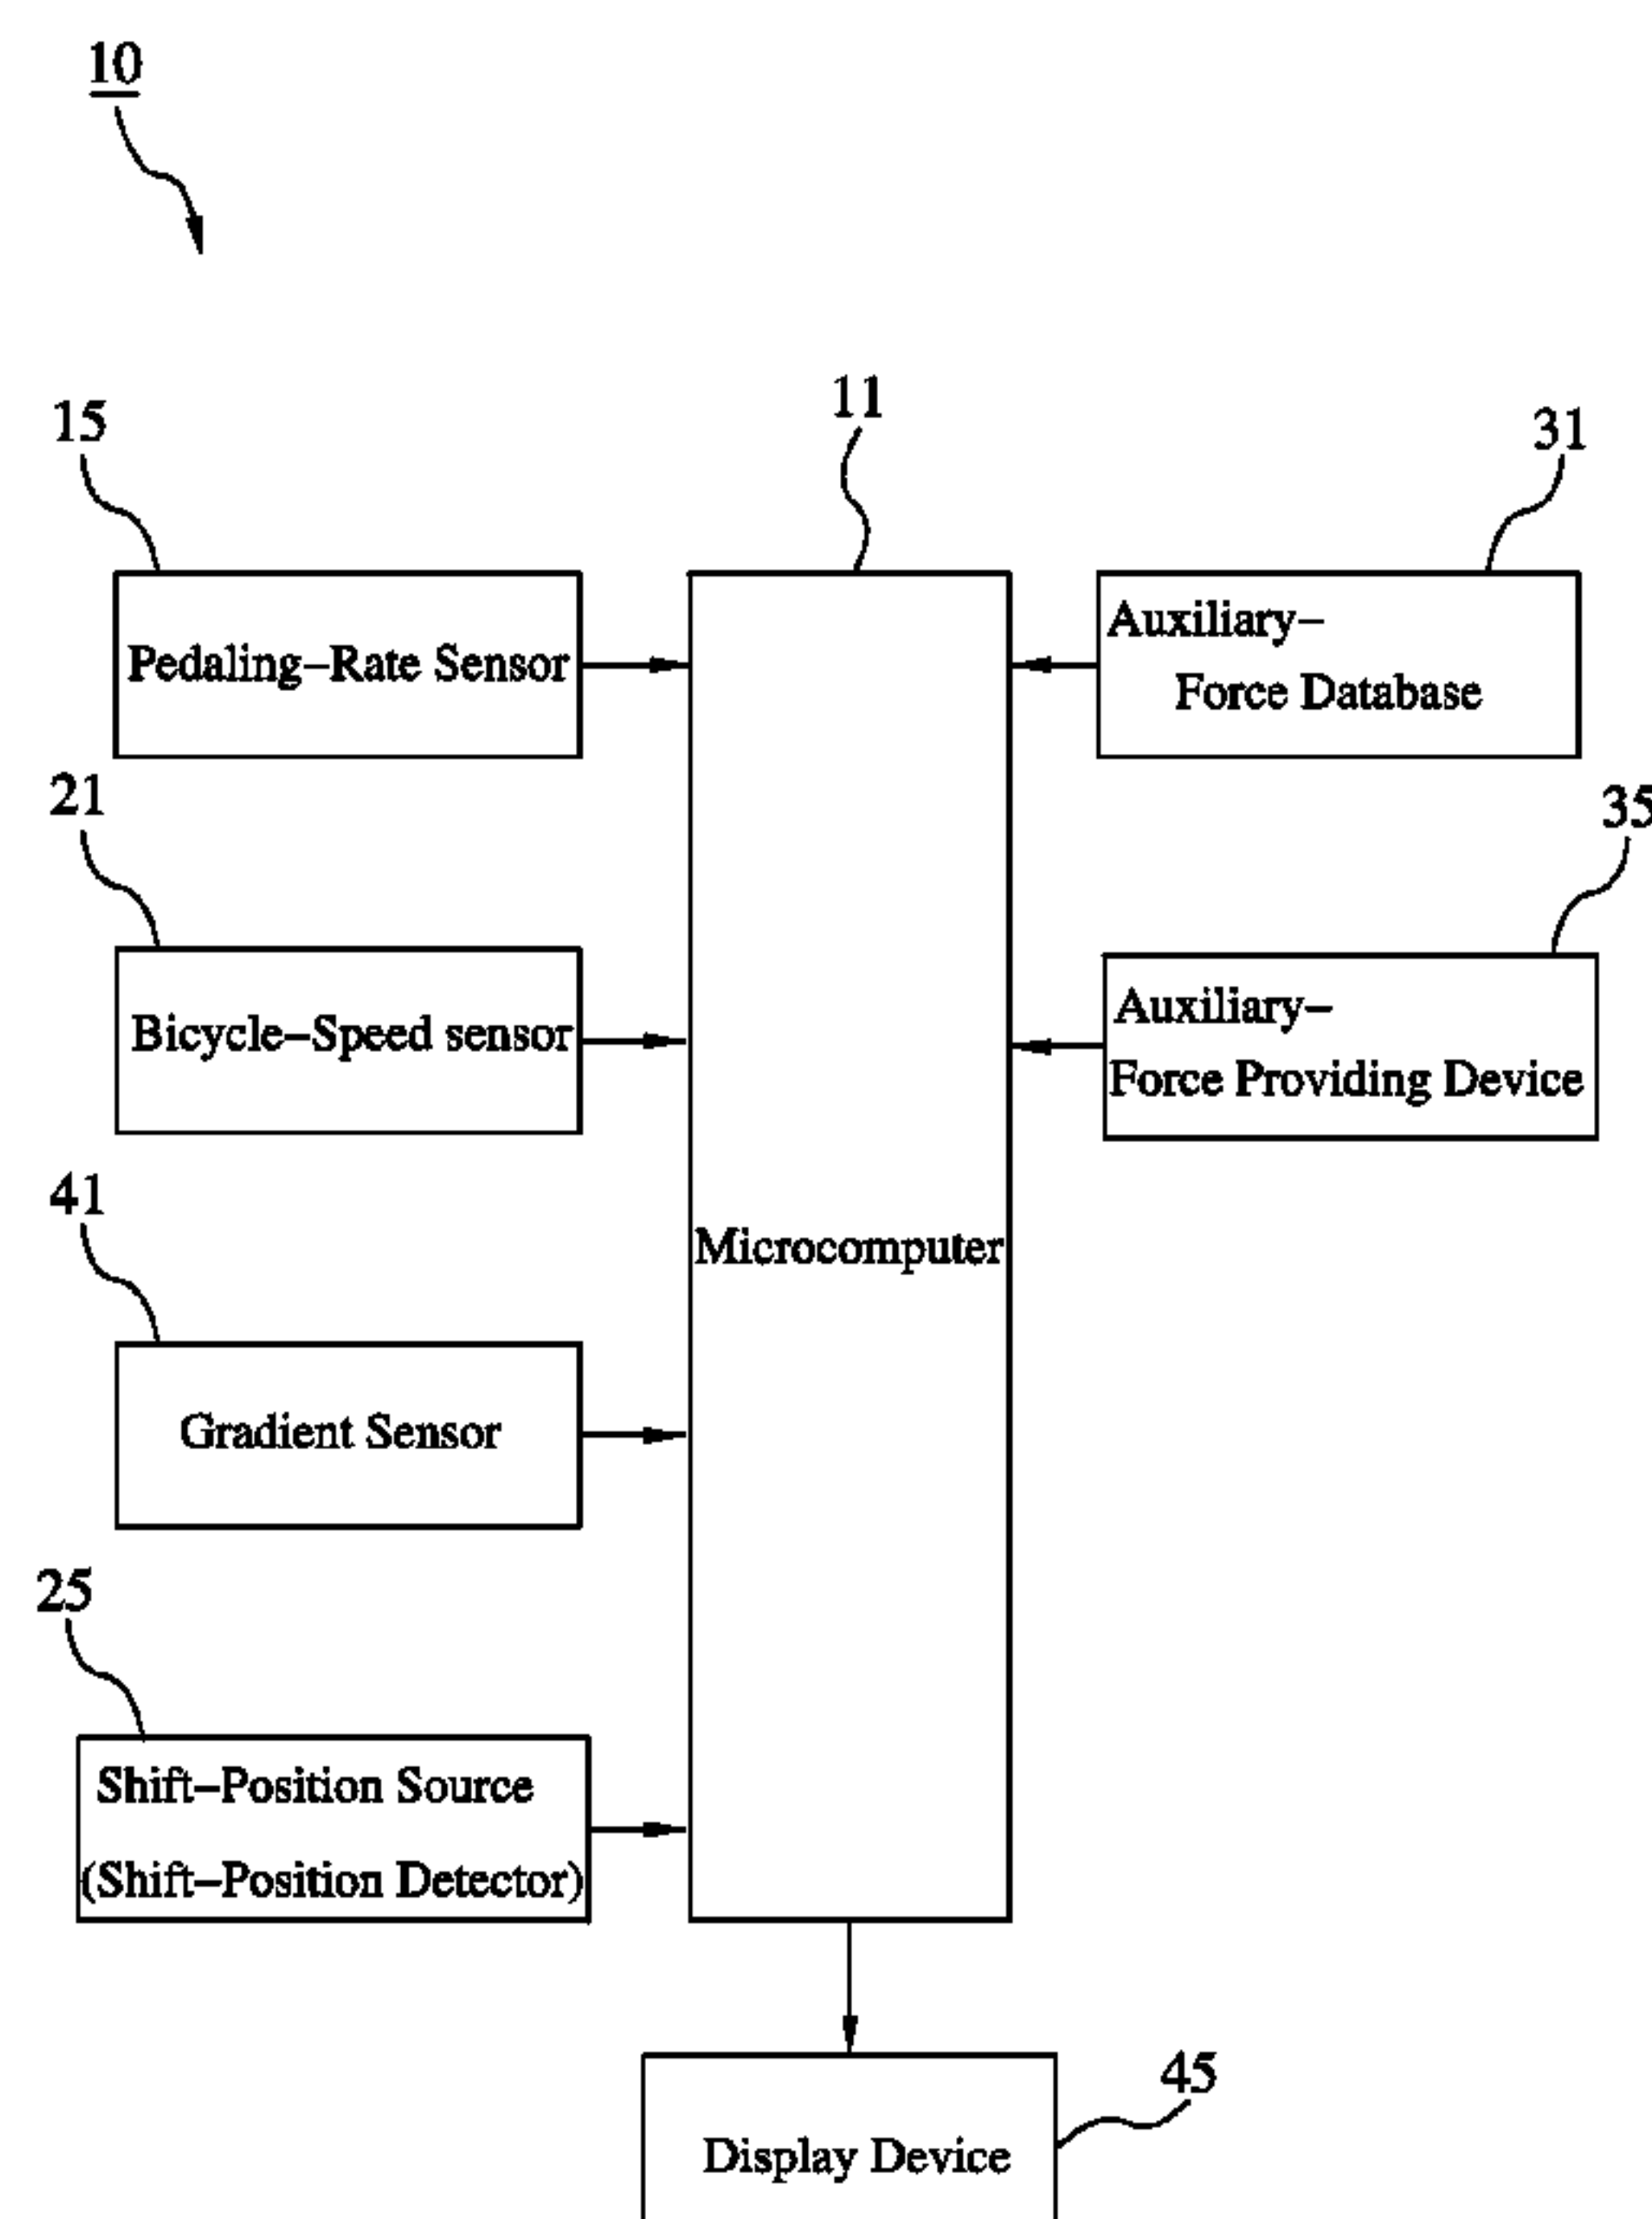 10
15
11
31
Pedaling–Rate Sensor
Auxiliary–
Force Database
21
35
Bicycle–Speed sensor
Auxiliary–
Force Providing Device
41
Microcomputer
Gradient Sensor
25
Shift–Position Source
(Shift–Position Detector)
45
Display Device